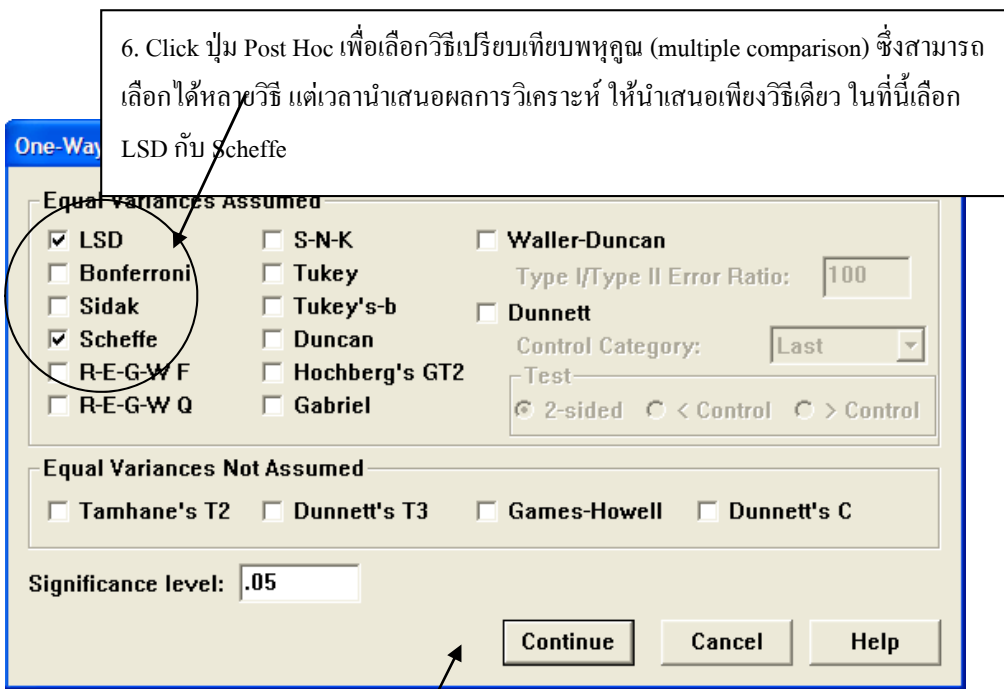 6. Click ปุ่ม Post Hoc เพื่อเลือกวิธีเปรียบเทียบพหุคูณ (multiple comparison) ซึ่งสามารถ
เลือกได้หลายวิธี แต่เวลานำเสนอผลการวิเคราะห์ ให้นำเสนอเพียงวิธีเดียว ในที่นี้เลือก
LSD กับ Scheffe
One-Way
Equal Variances Assumed
LSD S-N-K Waller-Duncan
Bonferroni Tukey Type I/Type II Error Ratio: 100
Sidak Tukey's-b Dunnett
Scheffe Duncan Control Category: Last
R-E-G-W F Hochberg's GT2 Test
R-E-G-W Q Gabriel 2-sided < Control > Control
Equal Variances Not Assumed
Tamhane's T2 Dunnett's T3 Games-Howell Dunnett's C
Significance level: .05
Continue Cancel Help